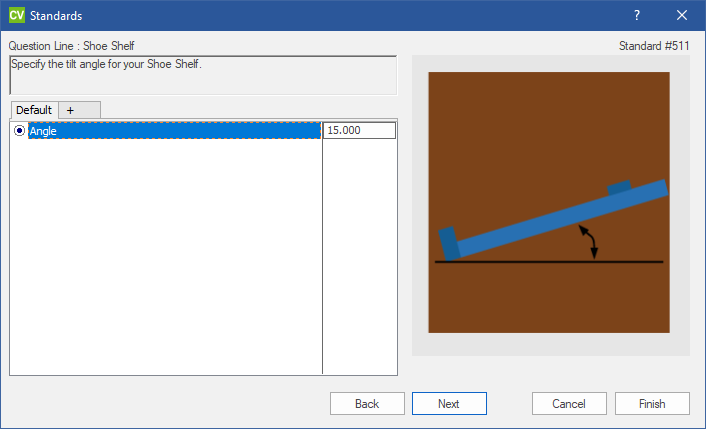 CV Standards ?
Question Line : Shoe Shelf
Standard #511
Specify the tilt angle for your Shoe Shelf.
Default +
Angle 15.000
Back Next Cancel Finish